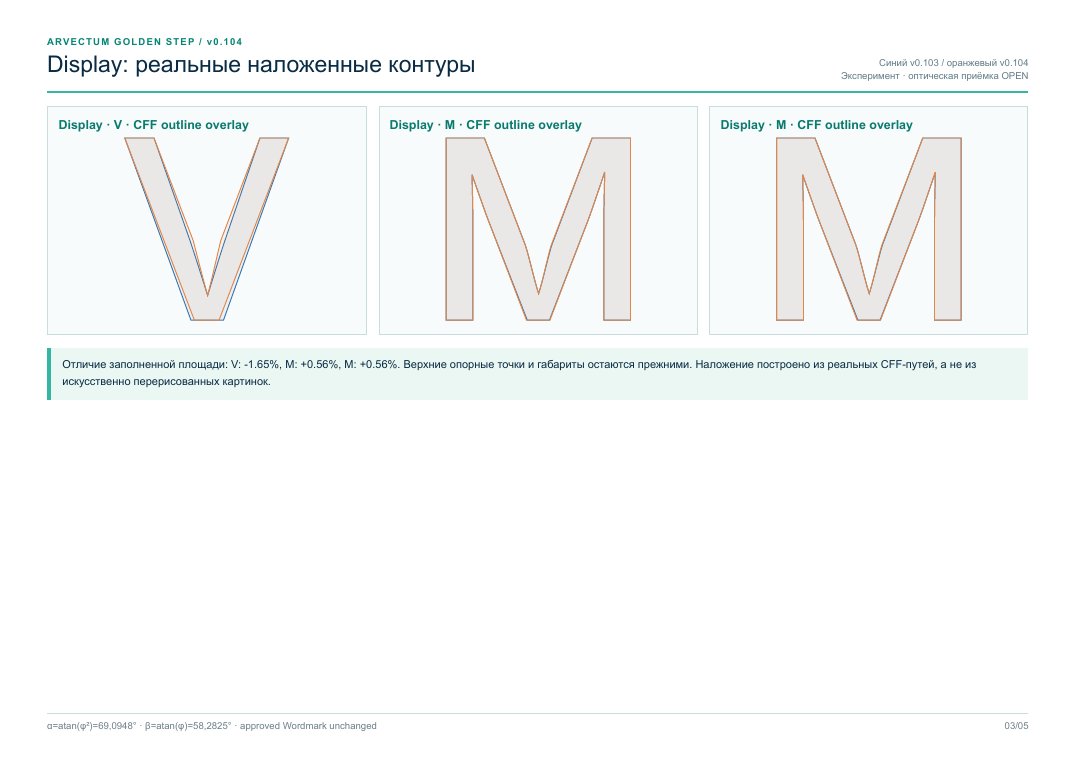 ARVECTUM GOLDEN STEP / v0.104
Display: реальные наложенные контуры
Синий v0.103 / оранжевый v0.104
Эксперимент · оптическая приёмка OPEN
Display · V · CFF outline overlay
Display · M · CFF outline overlay
Display · M · CFF outline overlay
Отличие заполненной площади: V: -1.65%, M: +0.56%, M: +0.56%. Верхние опорные точки и габариты остаются прежними. Наложение построено из реальных CFF-путей, а не из
искусственно перерисованных картинок.
α=atan(φ²)=69,0948° · β=atan(φ)=58,2825° · approved Wordmark unchanged
03/05